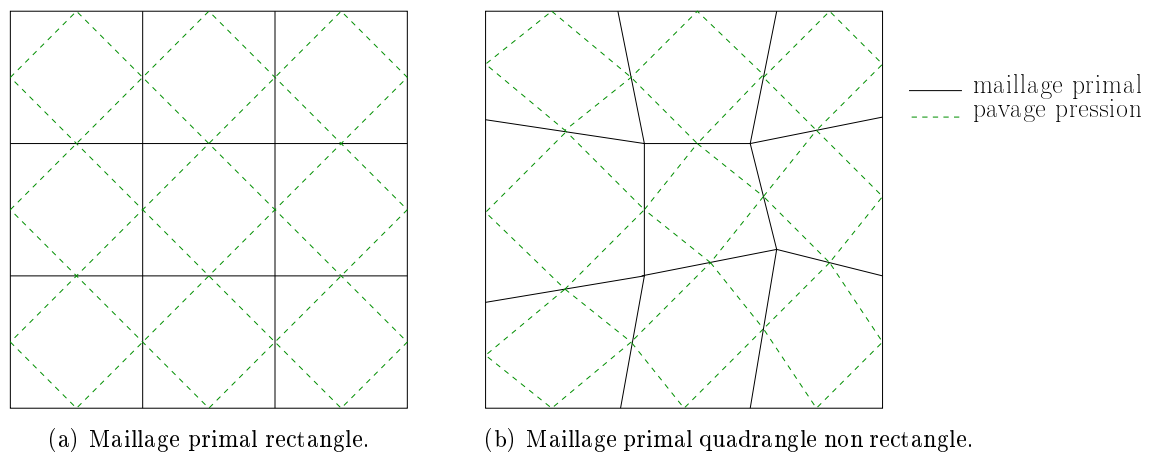 maillage primal
pavage pression
(a) Maillage primal rectangle.
(b) Maillage primal quadrangle non rectangle.